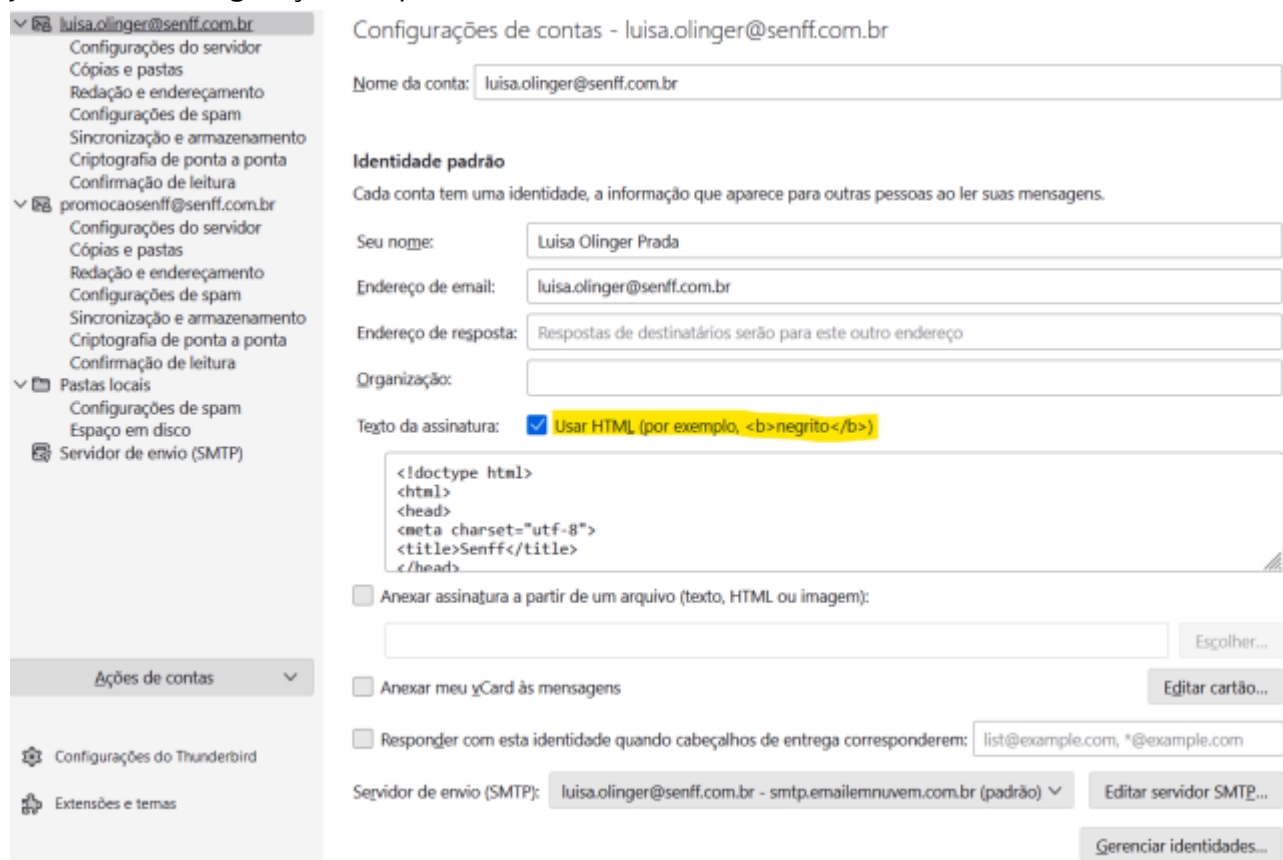 luisa.olinger@senff.com.br
Configurações do servidor
Cópias e pastas
Redação e endereçamento
Configurações de spam
Sincronização e armazenamento
Criptografia de ponta a ponta
Confirmação de leitura
promocaosenff@senff.com.br
Configurações do servidor
Cópias e pastas
Redação e endereçamento
Configurações de spam
Sincronização e armazenamento
Criptografia de ponta a ponta
Confirmação de leitura
Pastas locais
Configurações de spam
Espaço em disco
Servidor de envio (SMTP)
Ações de contas
Configurações do Thunderbird
Extensões e temas
Configurações de contas - luisa.olinger@senff.com.br
Nome da conta: luisa.olinger@senff.com.br
Identidade padrão
Cada conta tem uma identidade, a informação que aparece para outras pessoas ao ler suas mensagens.
Seu nome: Luisa Olinger Prada
Endereço de email: luisa.olinger@senff.com.br
Endereço de resposta: Respostas de destinatários serão para este outro endereço
Organização:
Texto da assinatura: Usar HTML (por exemplo, <b>negrito</b>)
<!doctype html>
<html>
<head>
<meta charset="utf-8">
<title>Senff</title>
</head>
Anexar assinatura a partir de um arquivo (texto, HTML ou imagem):
Escolher...
Anexar meu vCard às mensagens Editar cartão...
Responder com esta identidade quando cabeçalhos de entrega corresponderem: list@example.com, *@example.com
Servidor de envio (SMTP): luisa.olinger@senff.com.br - smtp.emailemnuvem.com.br (padrão) Editar servidor SMTP...
Gerenciar identidades...